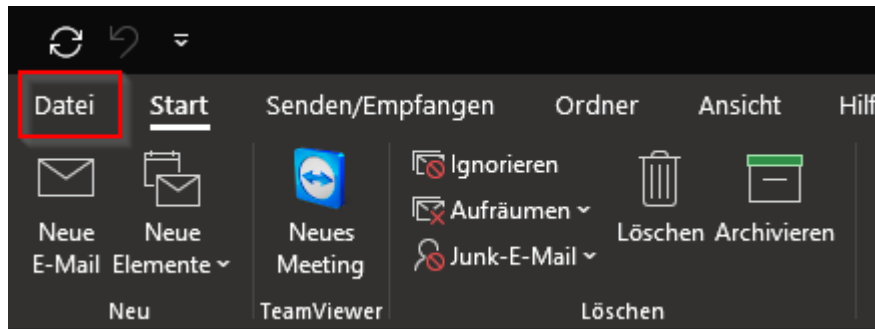 Datei Start Senden/Empfangen Ordner Ansicht Hilf
Neue E-Mail
Neue Elemente
Neues Meeting
Ignorieren
Aufräumen
Junk-E-Mail
Löschen
Archivieren
Neu
TeamViewer
Löschen